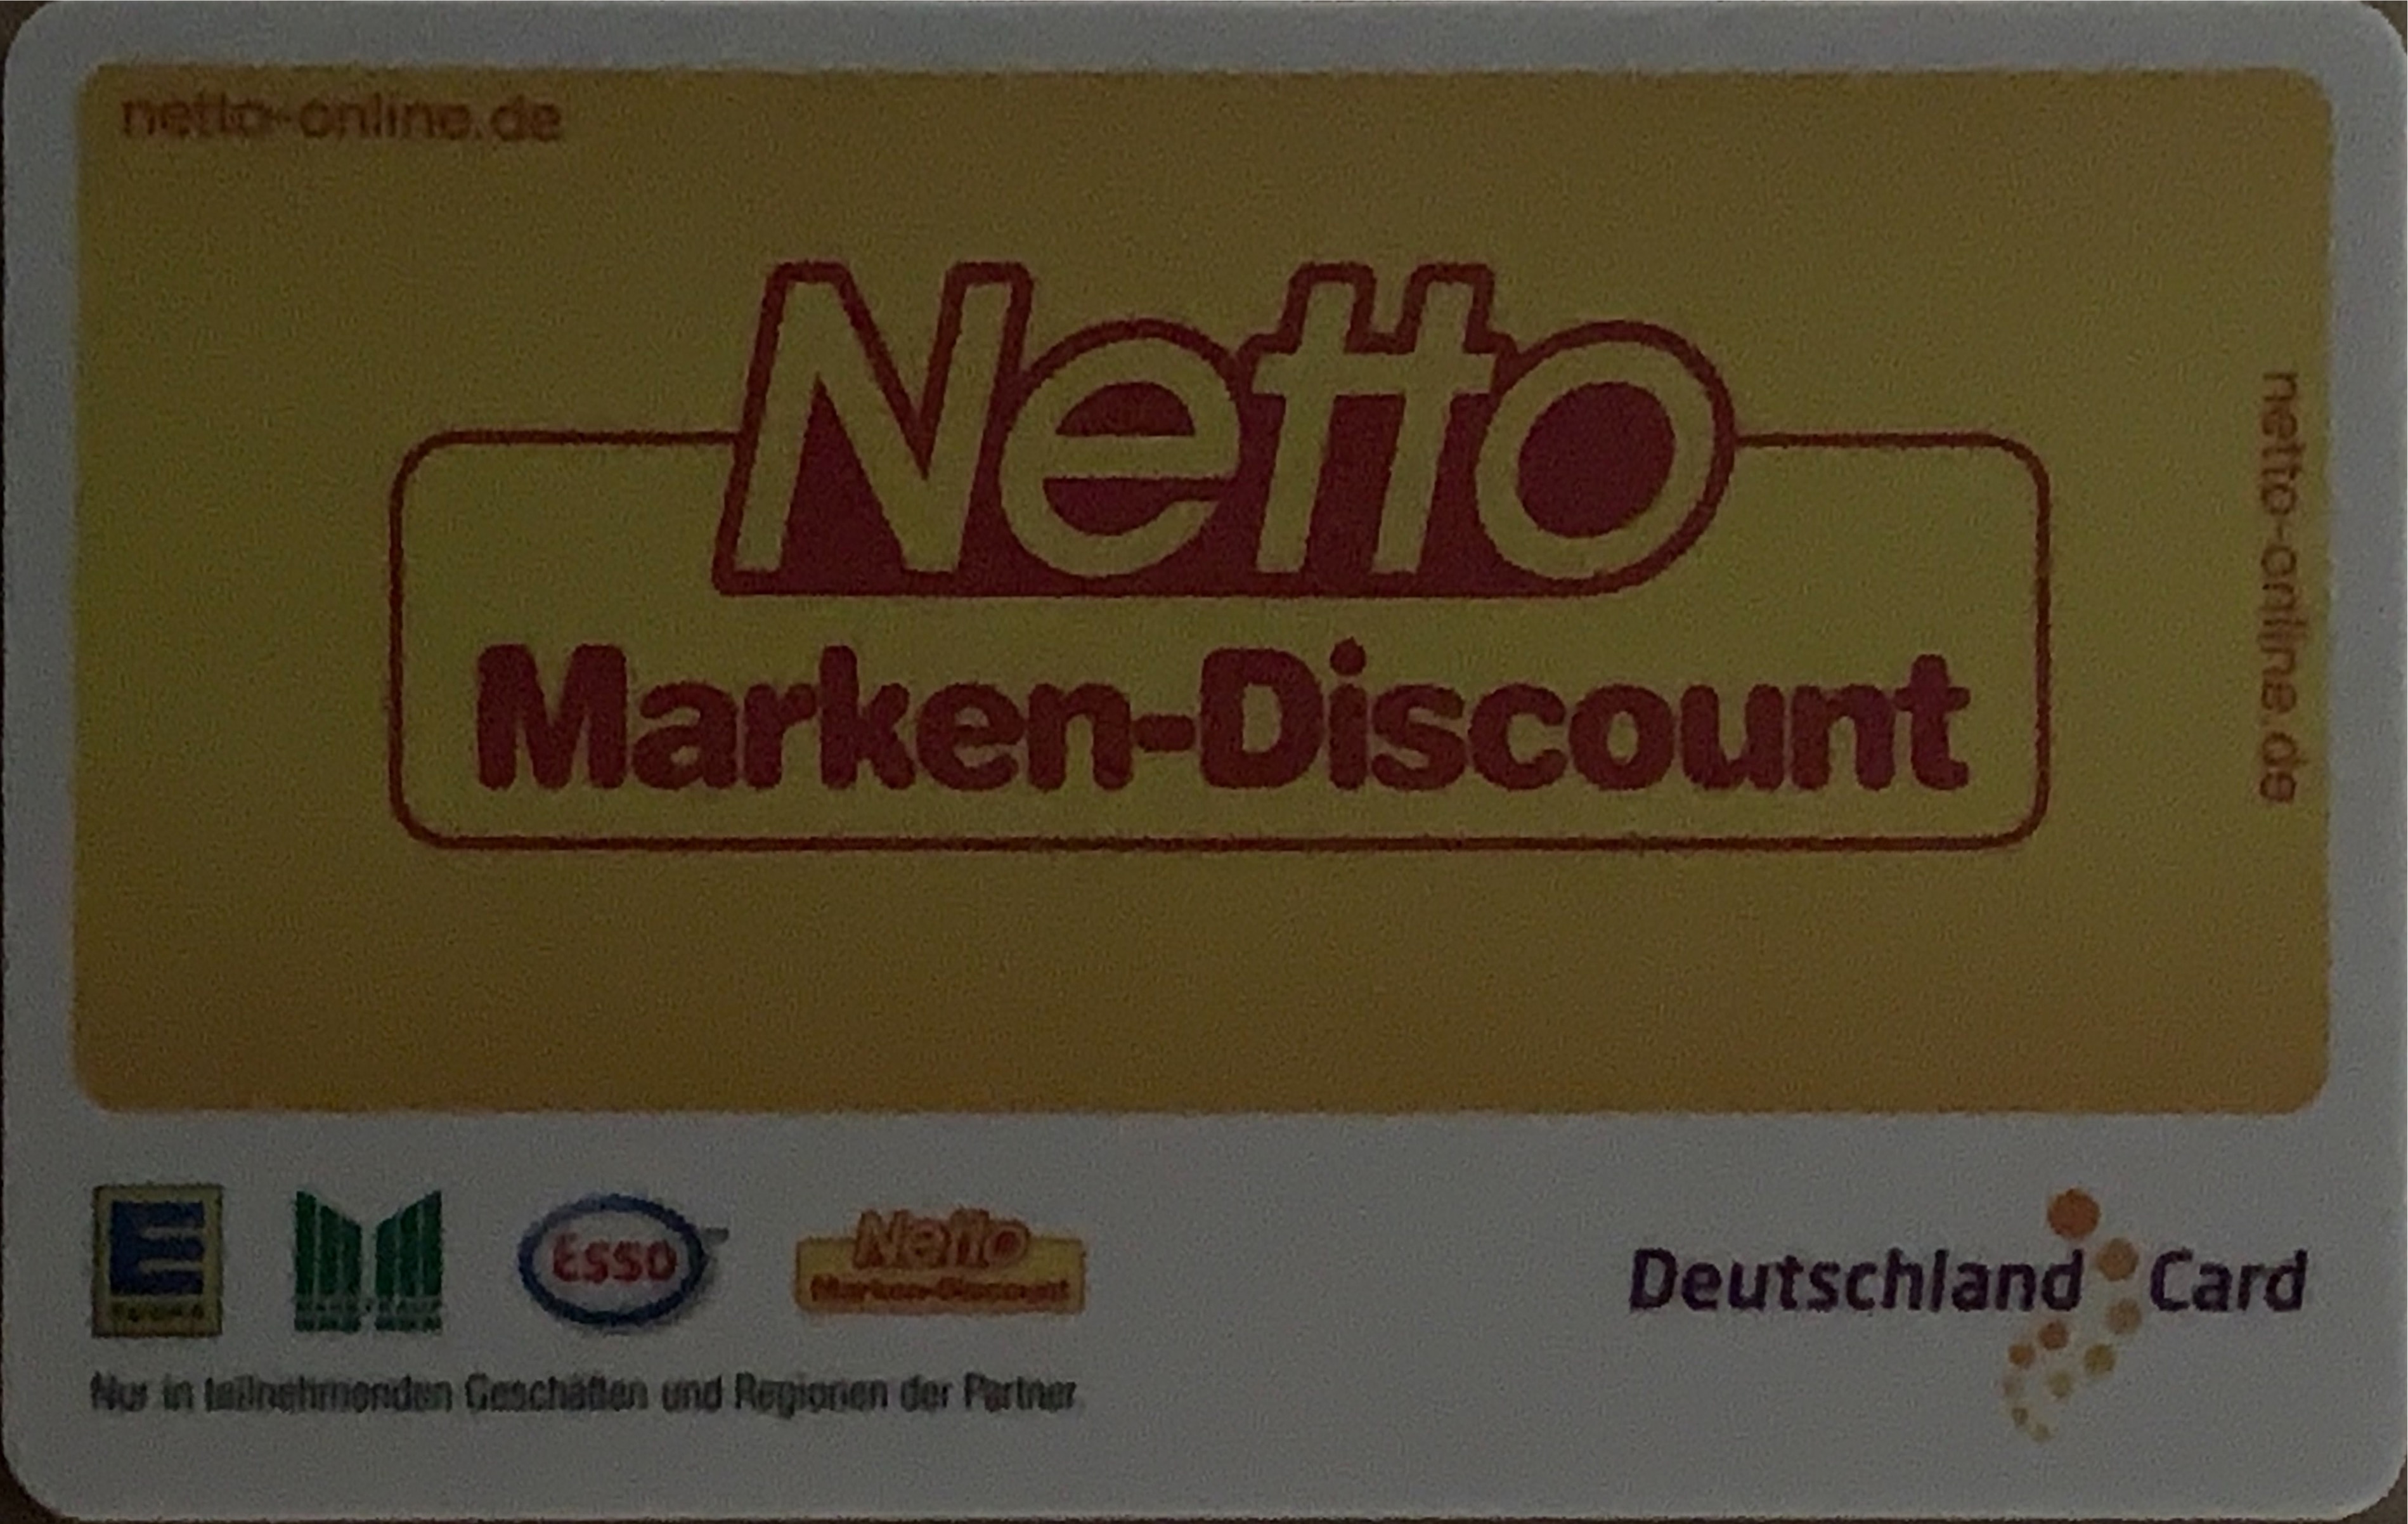 netto-online.de
Netto
Marken-Discount
netto-online.de
EDEKA
Esso
Netto
Marken-Discount
Deutschland Card
Nur in teilnehmenden Geschäften und Regionen der Partner